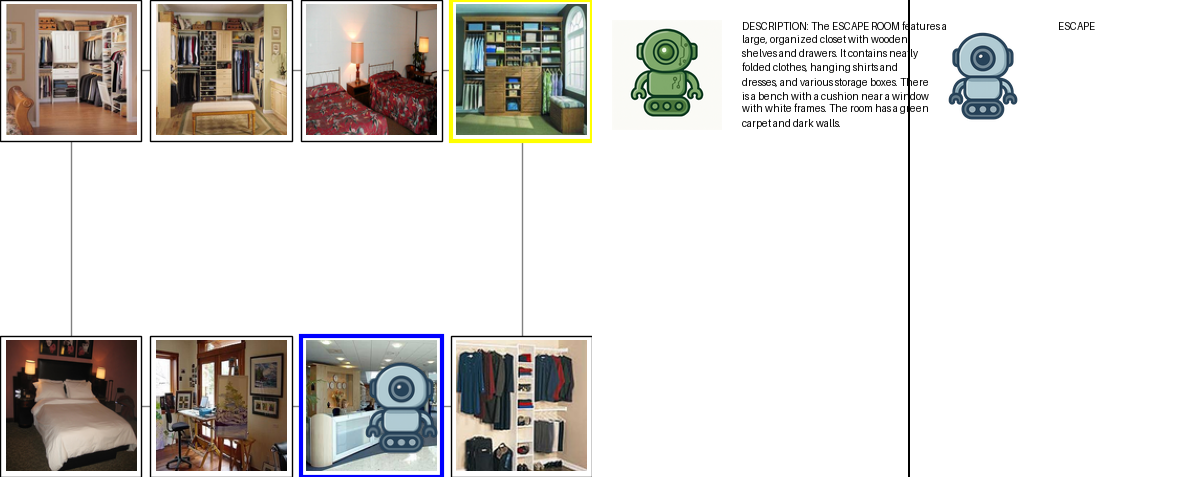 DESCRIPTION: The ESCAPE ROOM features a
large, organized closet with wooden
shelves and drawers. It contains neatly
folded clothes, hanging shirts and
dresses, and various storage boxes. There
is a bench with a cushion near a window
with white frames. The room has a green
carpet and dark walls.
ESCAPE